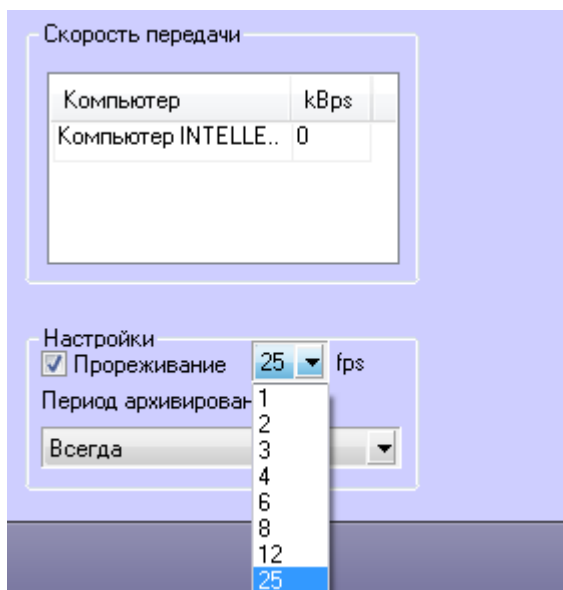 Скорость передачи
Компьютер kBps
Компьютер INTELLE.. 0
Настройки
Прореживание 25 fps
Период архивирован
1
2
Всегда
3
4
6
8
12
25